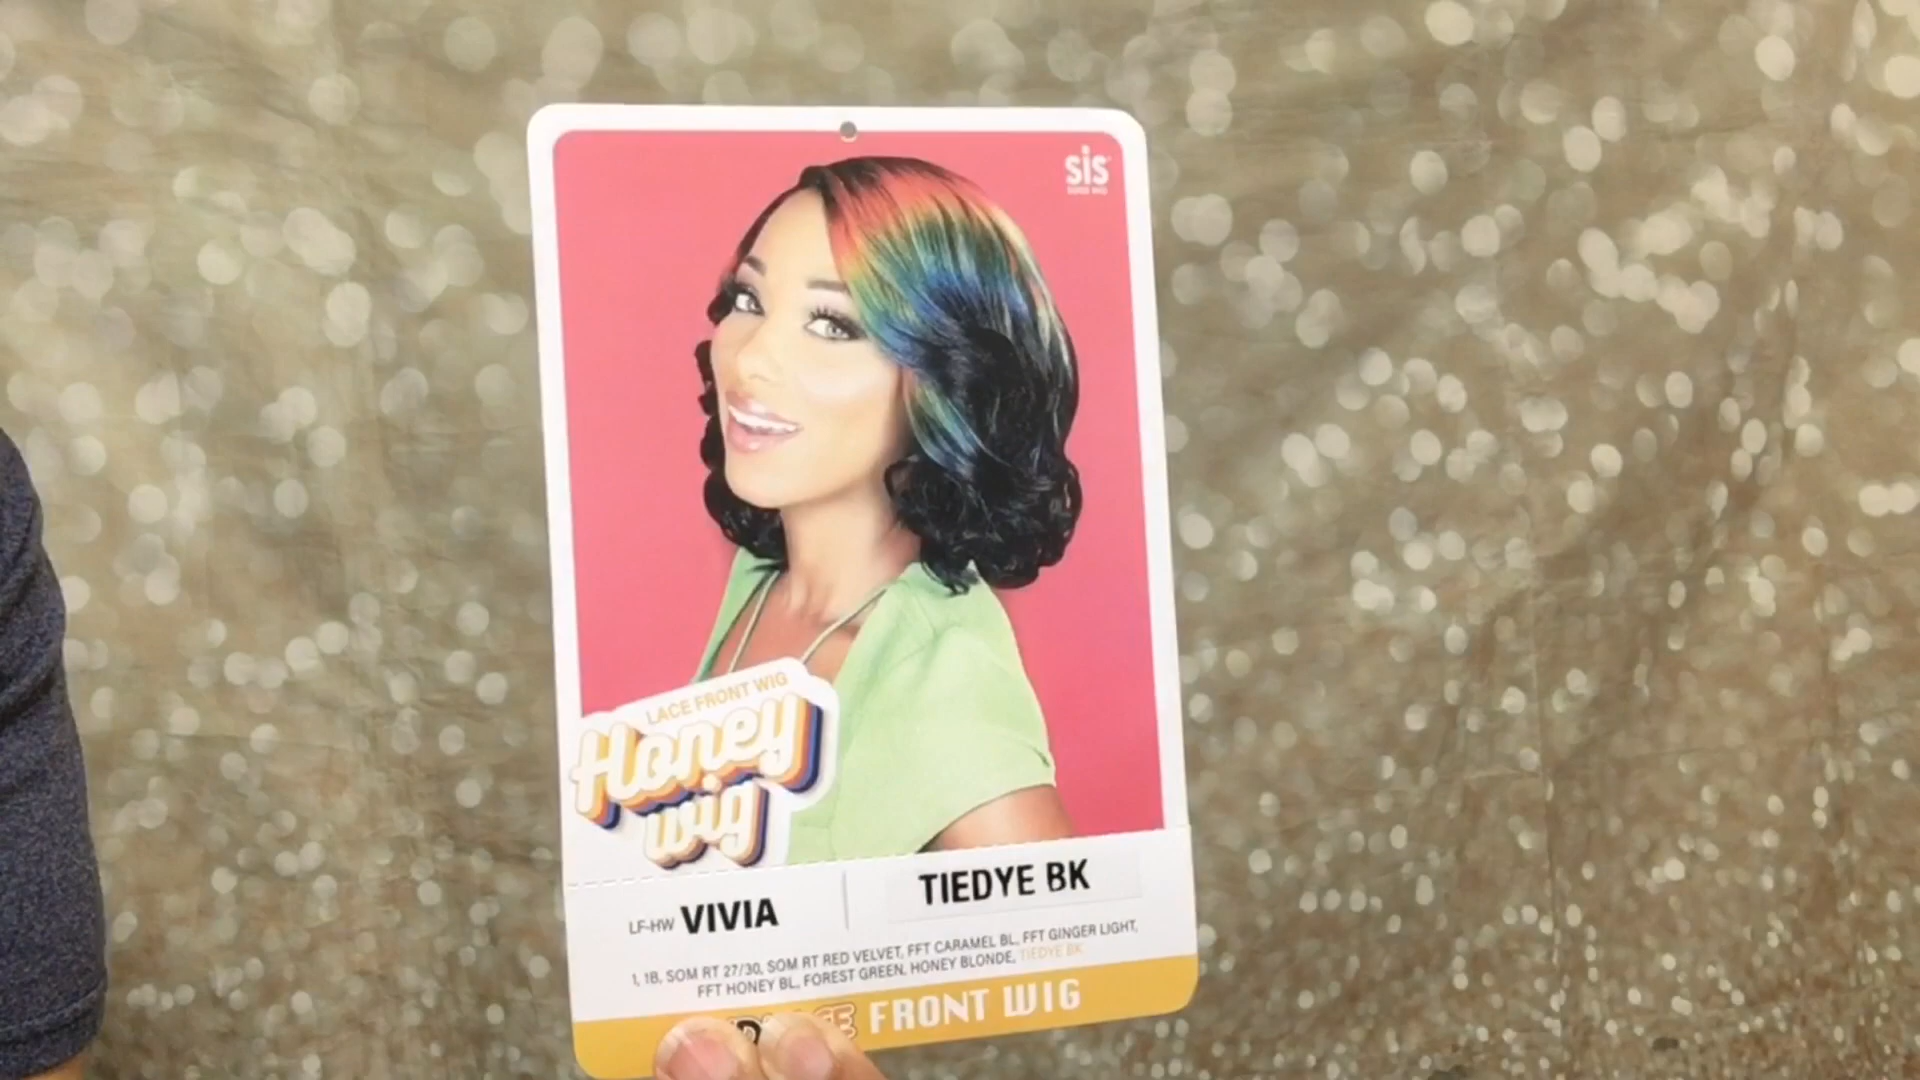 sis
LACE FRONT WIG
Honey
wig
LF-HW VIVIA
TIEDYE BK
1, 1B, SOM RT 27/30, SOM RT RED VELVET, FFT CARAMEL BL, FFT GINGER LIGHT,
FFT HONEY BL, FOREST GREEN, HONEY BLONDE, TIEDYE BK
FRONT WIG